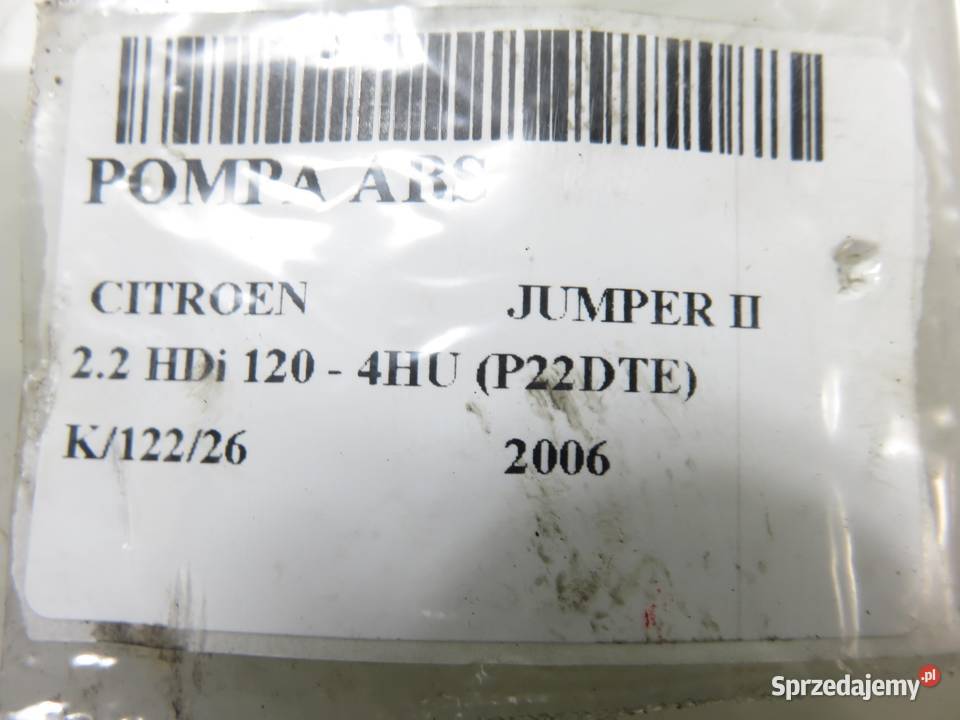 POMPA ABS
CITROEN JUMPER II
2.2 HDi 120 - 4HU (P22DTE)
K/122/26 2006
Sprzedajemy.pl